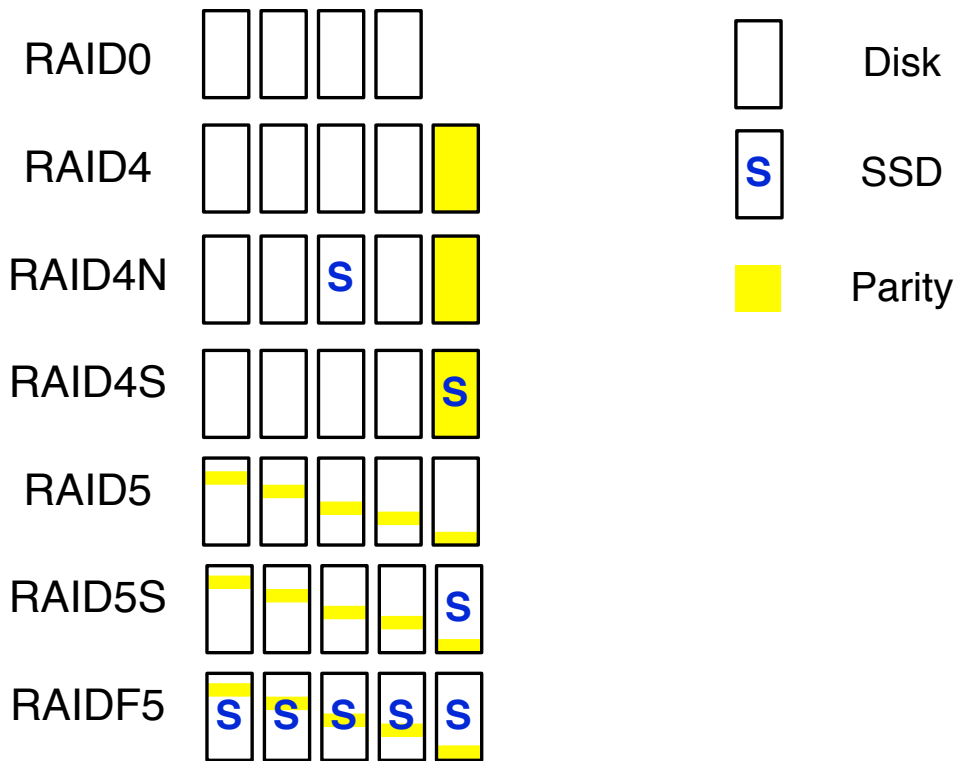 RAID0
Disk
RAID4
S SSD
RAID4N S
Parity
RAID4S S
RAID5
RAID5S S
RAIDF5 S S S S S